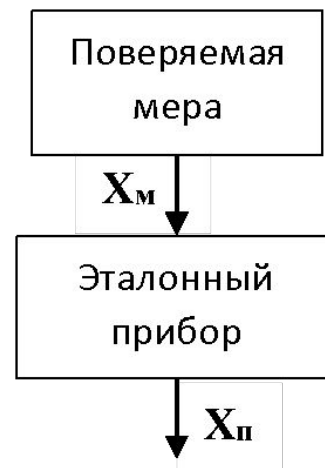 Поверяемая
мера
Xм
Эталонный
прибор
Xп